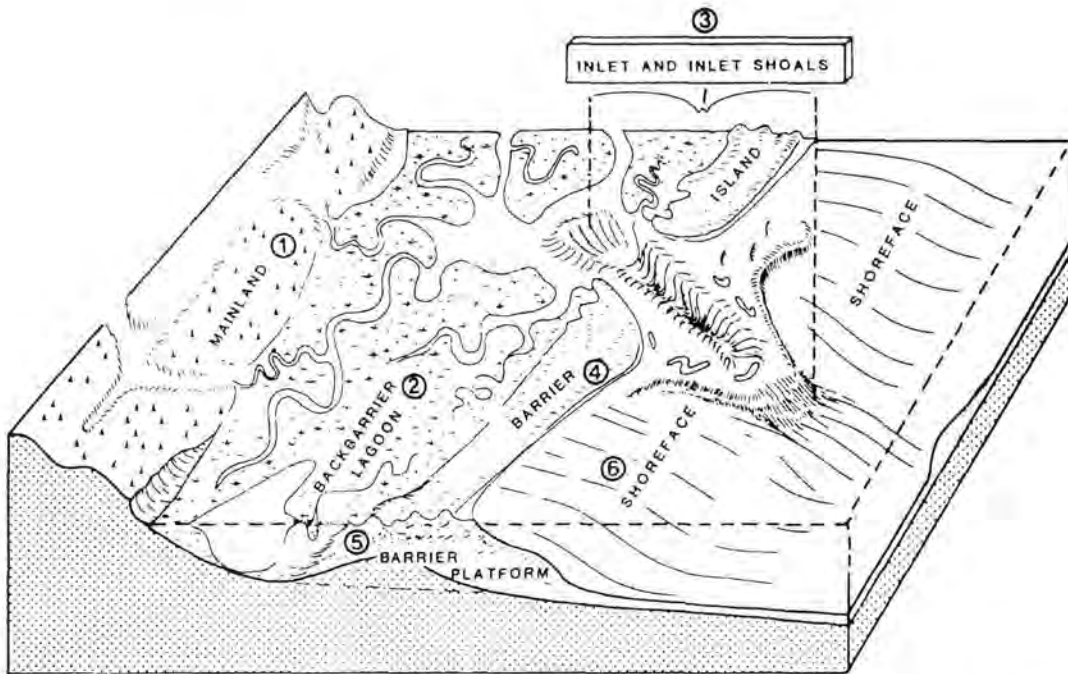 ③
INLET AND INLET SHOALS
ISLAND
SHOREFACE
①
MAINLAND
②
BACKBARRIER
LAGOON
④
BARRIER
⑥
SHOREFACE
⑤
BARRIER
PLATFORM